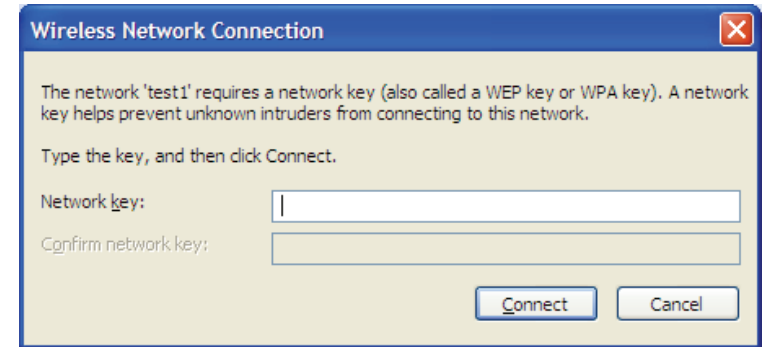 Wireless Network Connection
The network 'test1' requires a network key (also called a WEP key or WPA key). A network
key helps prevent unknown intruders from connecting to this network.
Type the key, and then click Connect.
Network key:
Confirm network key:
Connect Cancel